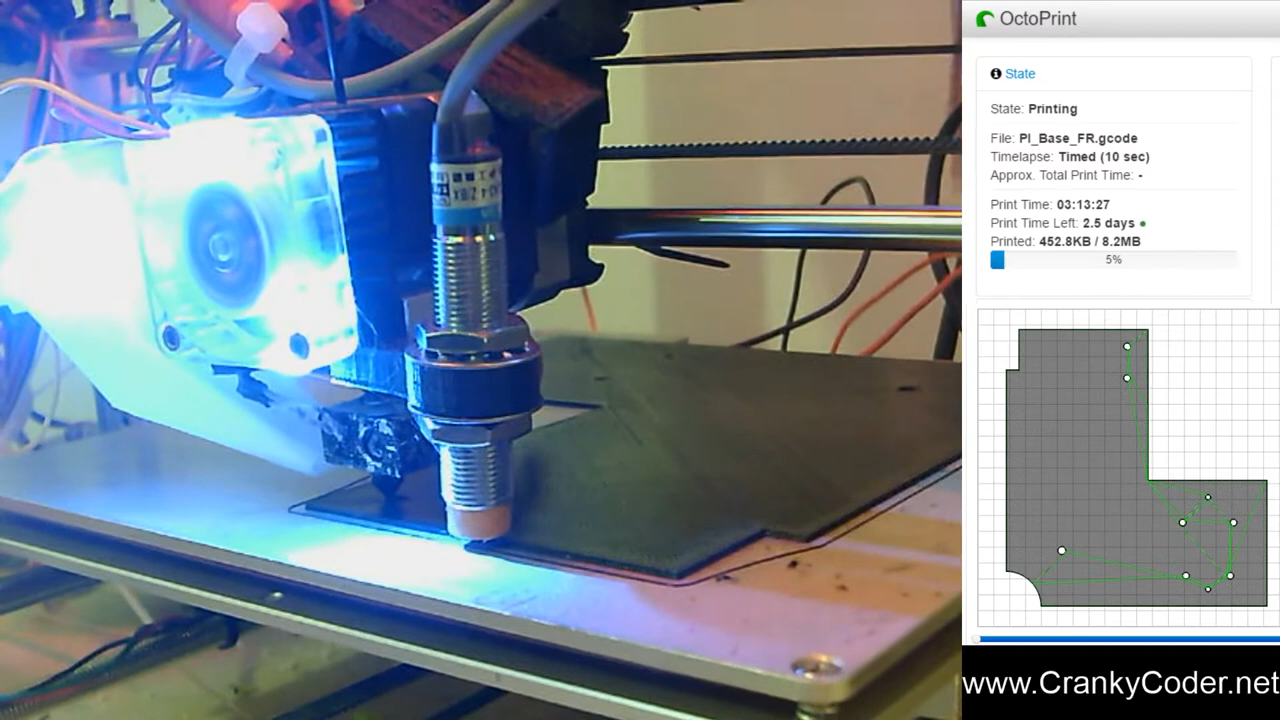 OctoPrint
State
State: Printing
File: PI_Base_FR.gcode
Timelapse: Timed (10 sec)
Approx. Total Print Time: -
Print Time: 03:13:27
Print Time Left: 2.5 days
Printed: 452.8KB / 8.2MB
5%
www.CrankyCoder.net